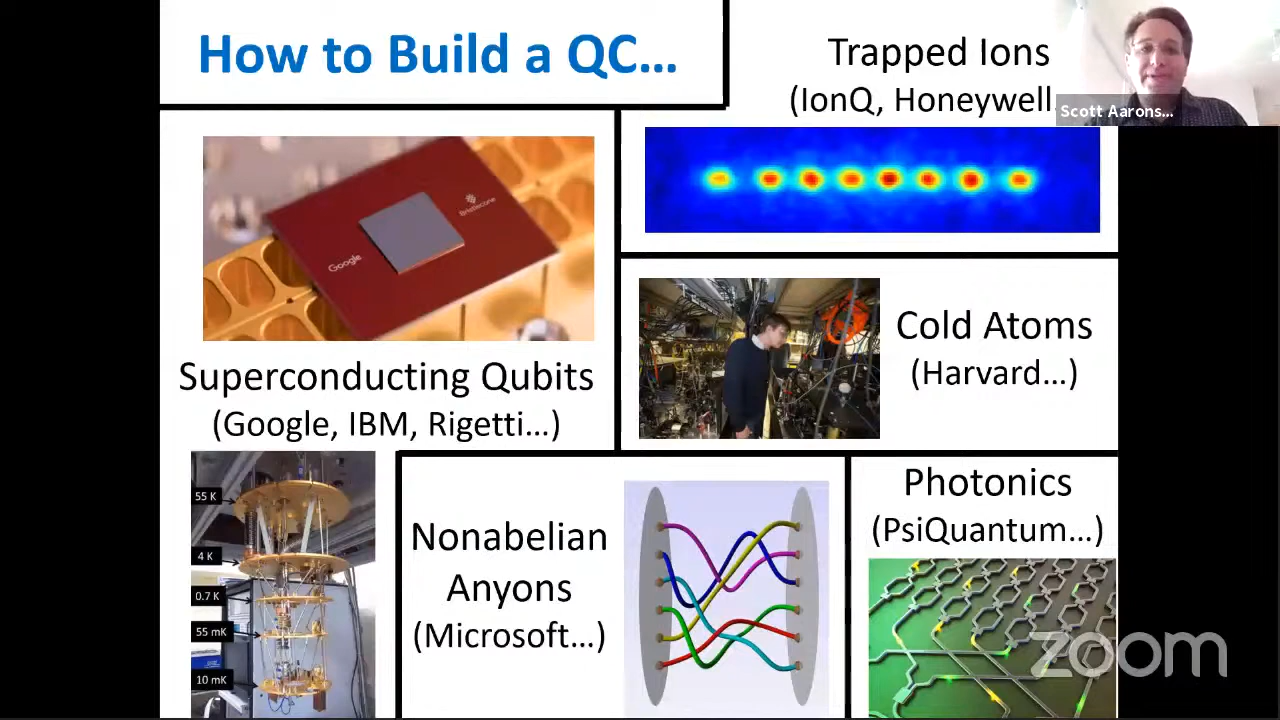 How to Build a QC...
Trapped Ions
(IonQ, Honeywell
Scott Aarons...
Google
Bristlecone
Superconducting Qubits
(Google, IBM, Rigetti...)
Cold Atoms
(Harvard...)
55 K
4 K
0.7 K
55 mK
10 mK
Nonabelian
Anyons
(Microsoft...)
Photonics
(PsiQuantum...)
zoom